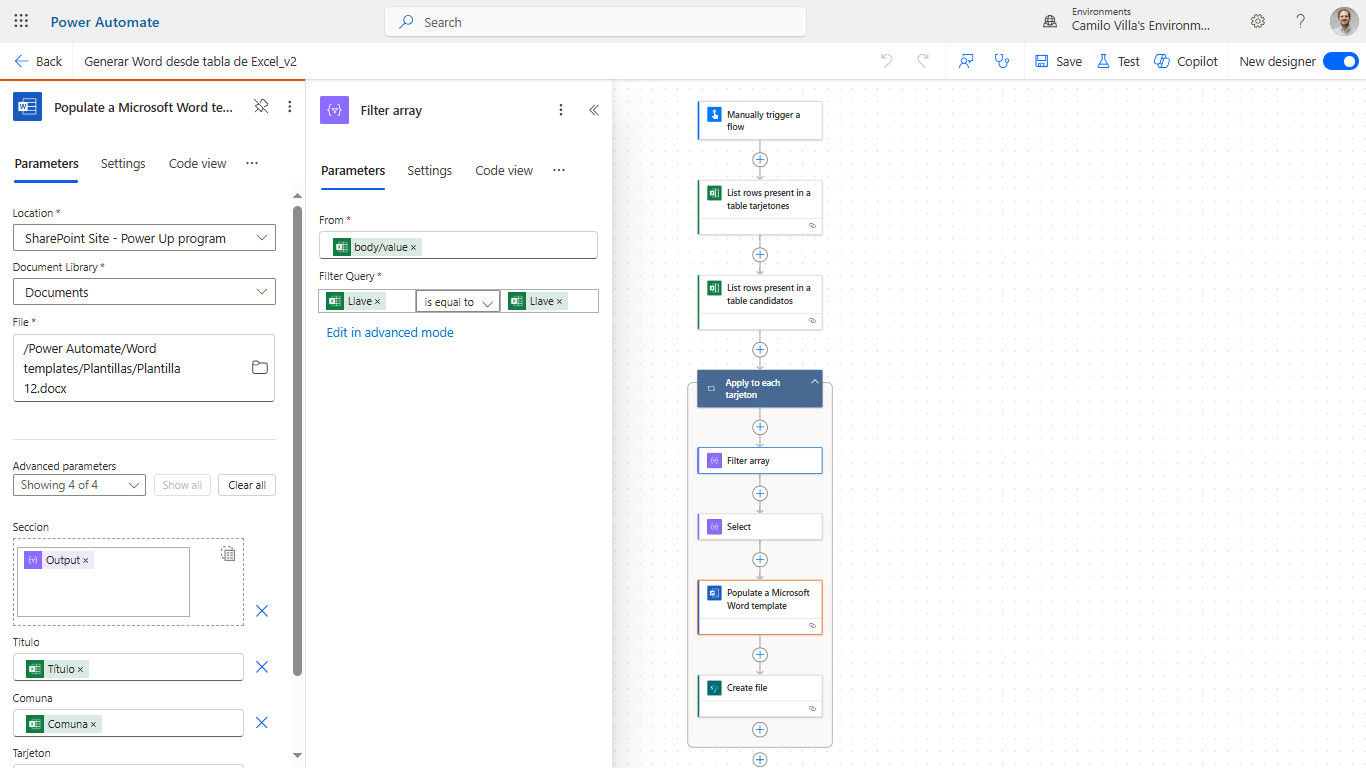 Power Automate
Search
Environments
Camilo Villa's Environm...
Back
Generar Word desde tabla de Excel_v2
Save
Test
Copilot
New designer
Populate a Microsoft Word te...
Parameters
Settings
Code view
Location *
SharePoint Site - Power Up program
Document Library *
Documents
File *
/Power Automate/Word
templates/Plantillas/Plantilla
12.docx
Advanced parameters
Showing 4 of 4
Show all
Clear all
Seccion
Output ×
Título
Título ×
Comuna
Comuna ×
Tarjeton
Filter array
Parameters
Settings
Code view
From *
body/value ×
Filter Query *
Llave ×
is equal to
Llave ×
Edit in advanced mode
Manually trigger a
flow
List rows present in a
table tarjetones
List rows present in a
table candidatos
Apply to each
tarjeton
Filter array
Select
Populate a Microsoft
Word template
Create file